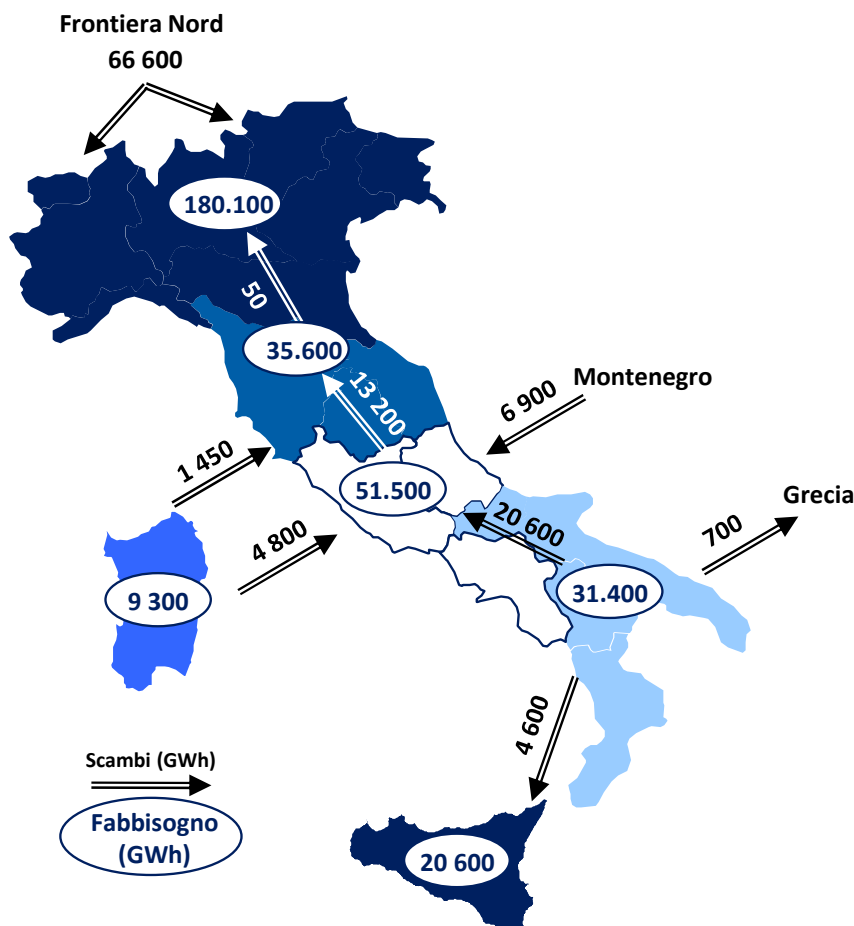 Frontiera Nord
66 600
180.100
50
35.600
13 200
Montenegro
6 900
1 450
51.500
Grecia
20 600
700
4 800
9 300
31.400
4 600
Scambi (GWh)
Fabbisogno
(GWh)
20 600